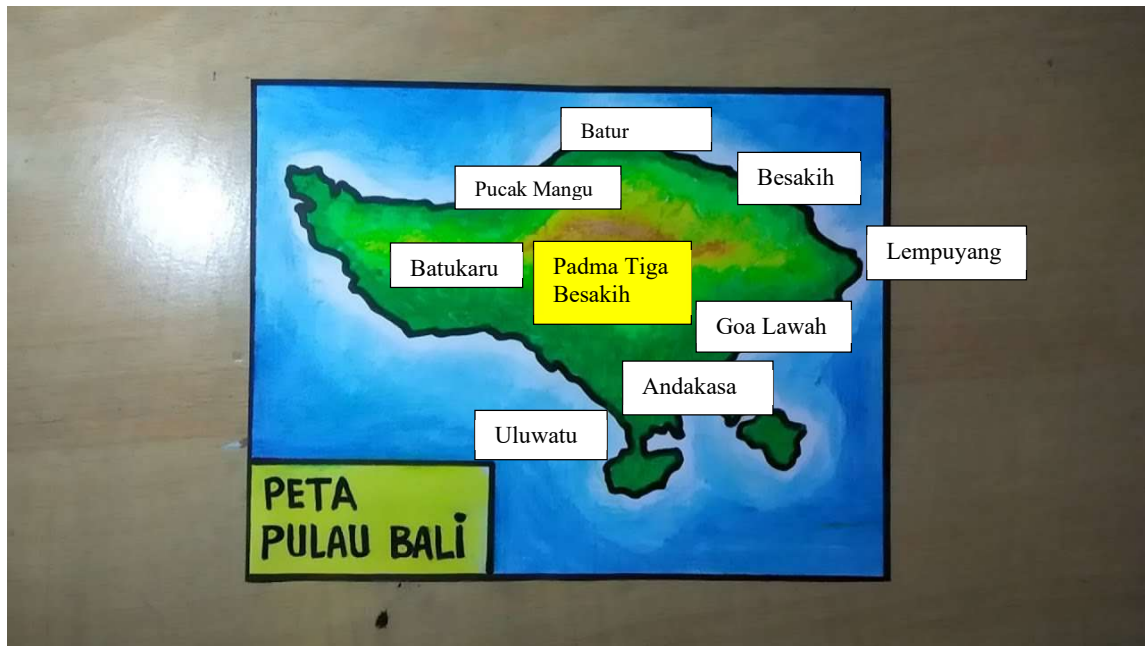 Batur
Besakih
Pucak Mangu
Lempuyang
Batukaru
Padma Tiga
Besakih
Goa Lawah
Andakasa
Uluwatu
PETA
PULAU BALI